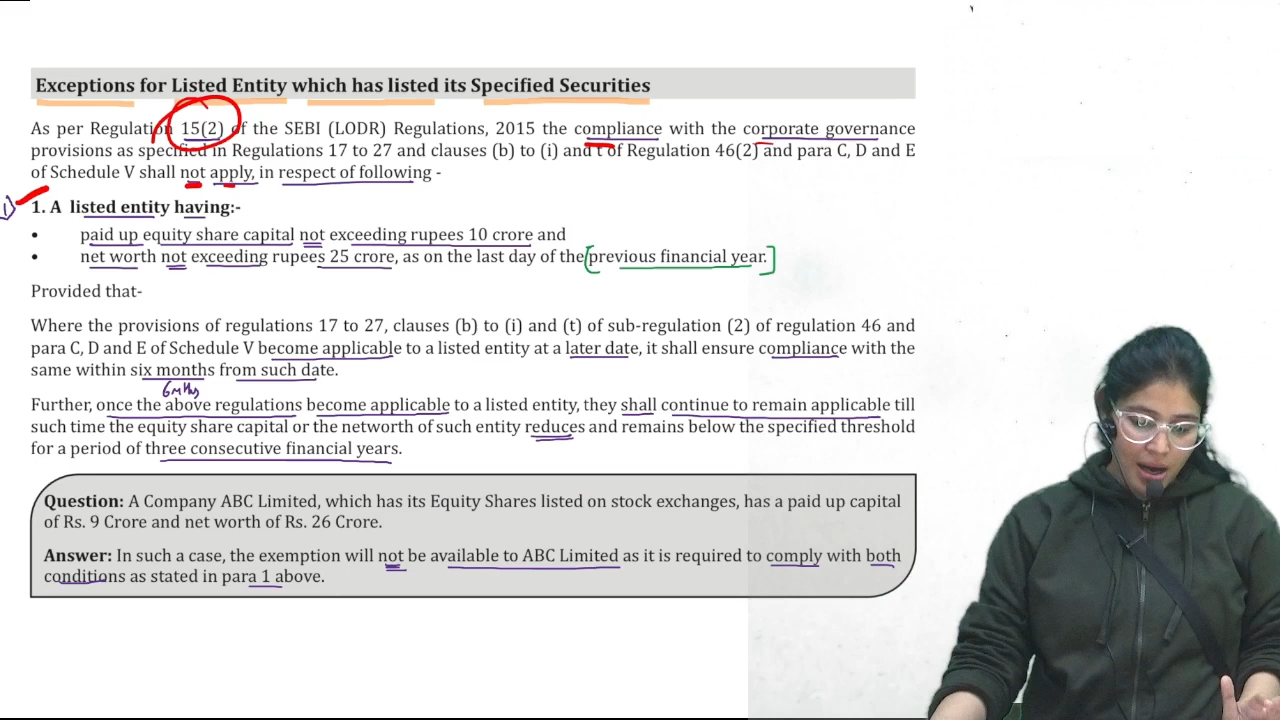 Exceptions for Listed Entity which has listed its Specified Securities
As per Regulation 15(2) of the SEBI (LODR) Regulations, 2015 the compliance with the corporate governance
provisions as specified in Regulations 17 to 27 and clauses (b) to (i) and t of Regulation 46(2) and para C, D and E
of Schedule V shall not apply, in respect of following -
1) 1. A listed entity having:-
• paid up equity share capital not exceeding rupees 10 crore and
• net worth not exceeding rupees 25 crore, as on the last day of the [previous financial year.]
Provided that-
Where the provisions of regulations 17 to 27, clauses (b) to (i) and (t) of sub-regulation (2) of regulation 46 and
para C, D and E of Schedule V become applicable to a listed entity at a later date, it shall ensure compliance with the
same within six months from such date.
6 mths
Further, once the above regulations become applicable to a listed entity, they shall continue to remain applicable till
such time the equity share capital or the networth of such entity reduces and remains below the specified threshold
for a period of three consecutive financial years.
Question: A Company ABC Limited, which has its Equity Shares listed on stock exchanges, has a paid up capital
of Rs. 9 Crore and net worth of Rs. 26 Crore.
Answer: In such a case, the exemption will not be available to ABC Limited as it is required to comply with both
conditions as stated in para 1 above.